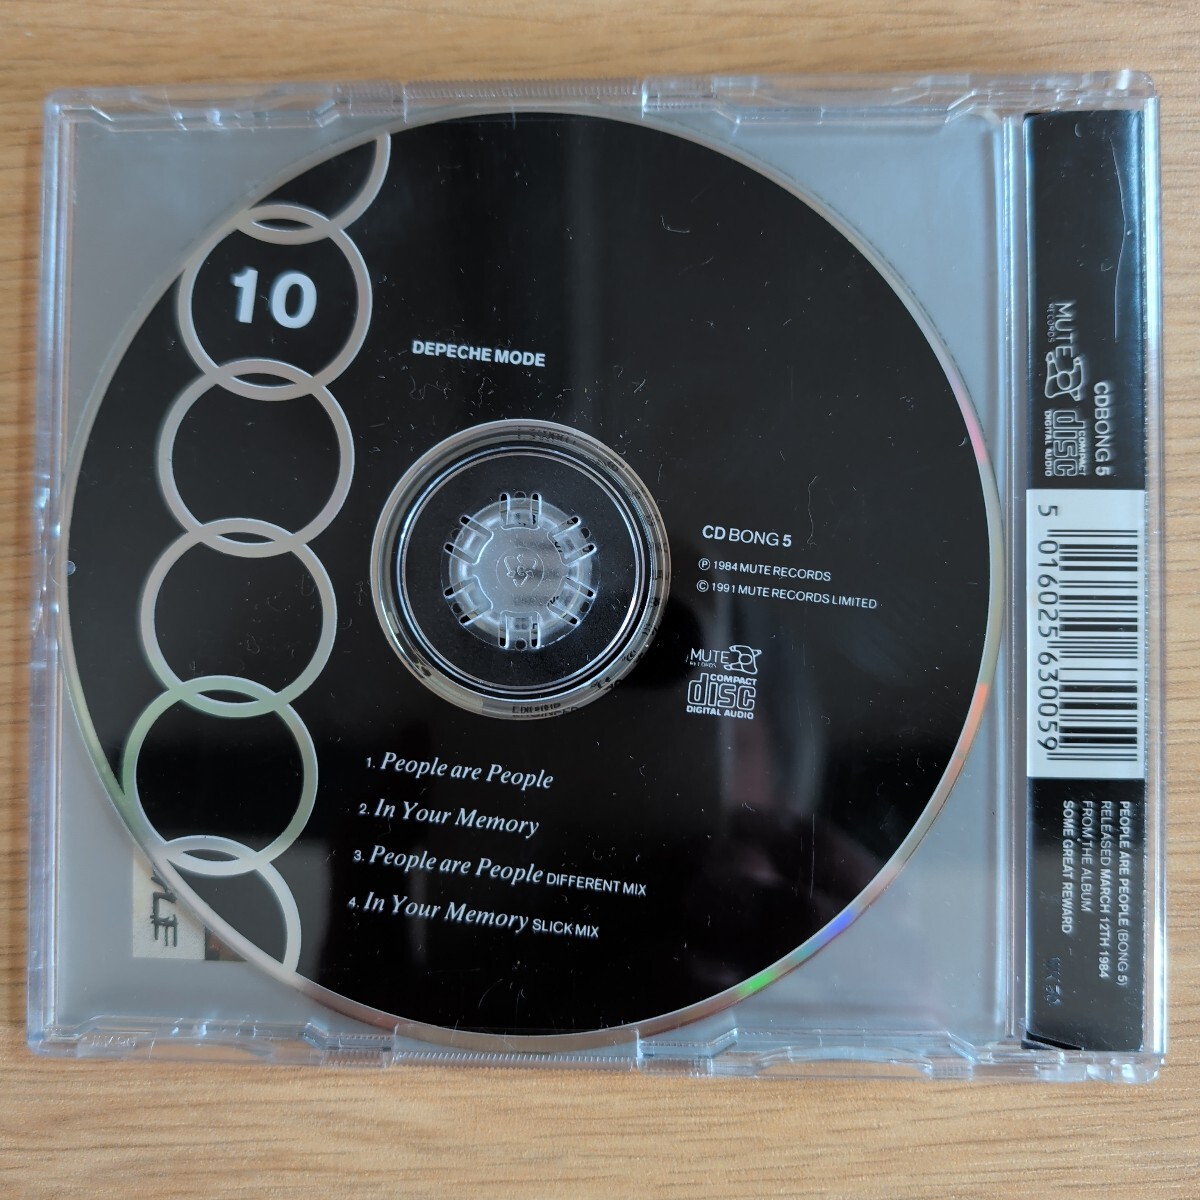 10
DEPECHE MODE
CD BONG 5
℗ 1984 MUTE RECORDS
© 1991 MUTE RECORDS LIMITED
MUTE
RECORDS
COMPACT
disc
DIGITAL AUDIO
1. People are People
2. In Your Memory
3. People are People DIFFERENT MIX
4. In Your Memory SLICK MIX
MUTE
RECORDS
CDBONG 5
COMPACT
disc
DIGITAL AUDIO
5 016025 630059
PEOPLE ARE PEOPLE (BONG 5)
RELEASED MARCH 12TH 1984
FROM THE ALBUM
SOME GREAT REWARD